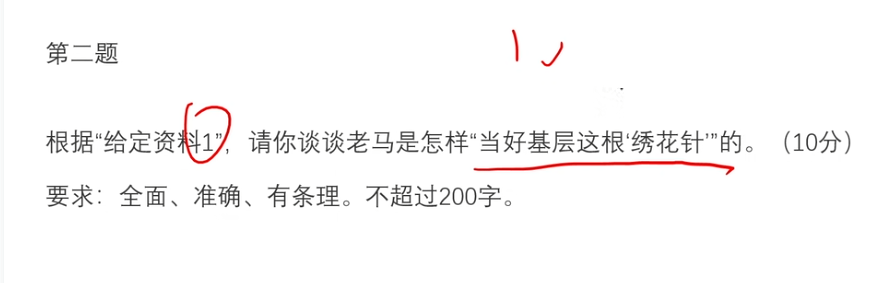 第二题
根据“给定资料1”，请你谈谈老马是怎样“当好基层这根‘绣花针’”的。（10分）
要求：全面、准确、有条理。不超过200字。